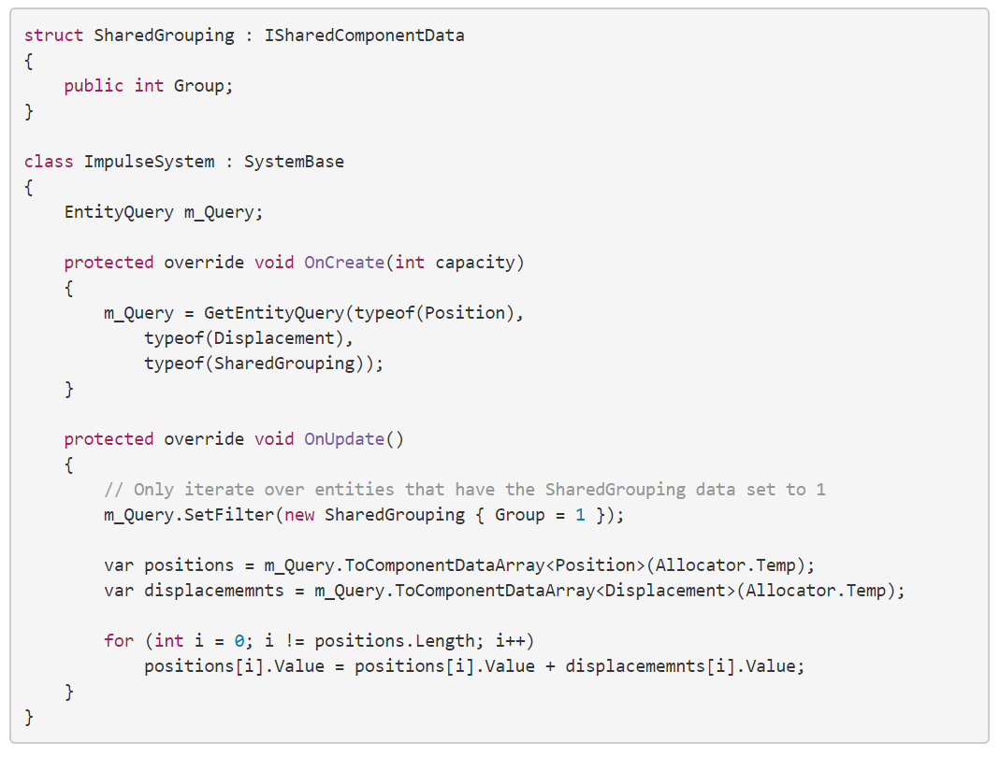 struct SharedGrouping : ISharedComponentData
{
    public int Group;
}

class ImpulseSystem : SystemBase
{
    EntityQuery m_Query;

    protected override void OnCreate(int capacity)
    {
        m_Query = GetEntityQuery(typeof(Position),
            typeof(Displacement),
            typeof(SharedGrouping));
    }

    protected override void OnUpdate()
    {
        // Only iterate over entities that have the SharedGrouping data set to 1
        m_Query.SetFilter(new SharedGrouping { Group = 1 });

        var positions = m_Query.ToComponentDataArray<Position>(Allocator.Temp);
        var displacememnts = m_Query.ToComponentDataArray<Displacement>(Allocator.Temp);

        for (int i = 0; i != positions.Length; i++)
            positions[i].Value = positions[i].Value + displacememnts[i].Value;
    }
}